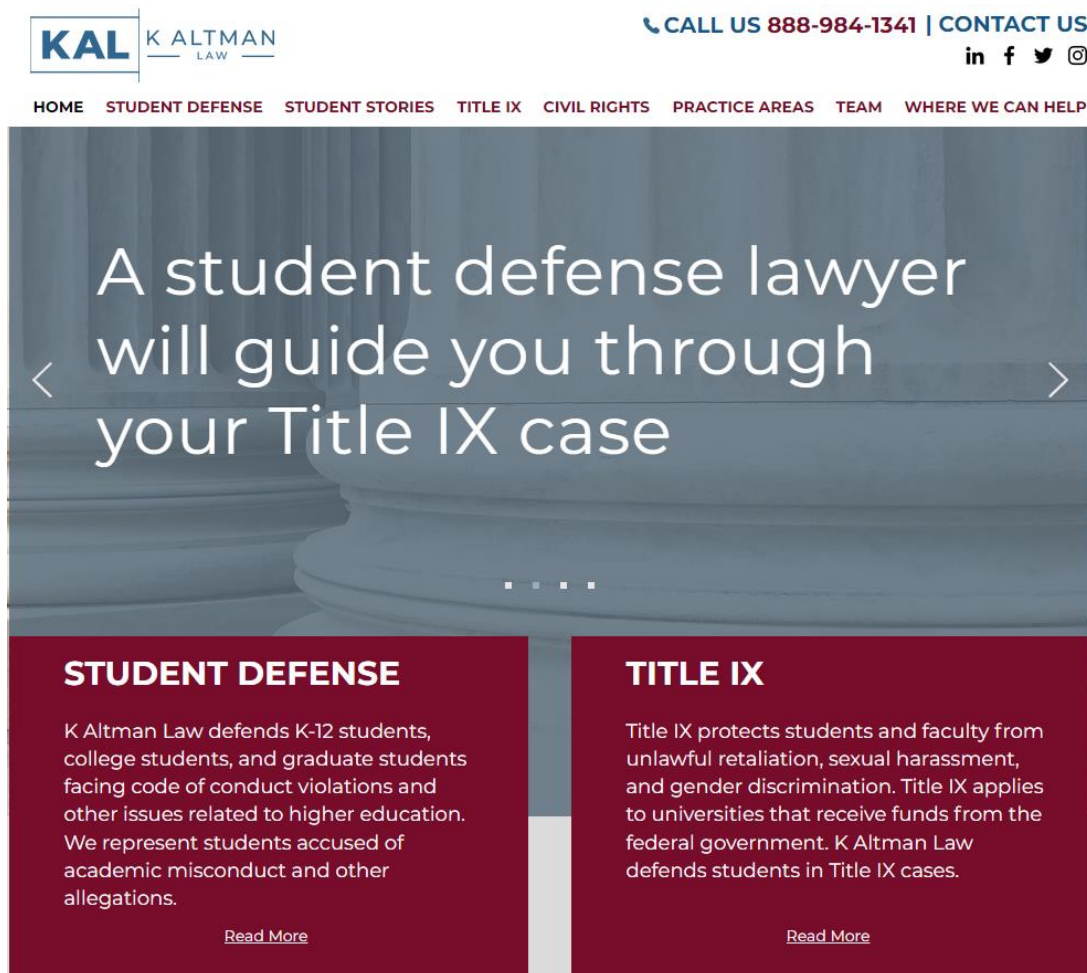 KAL K ALTMAN
LAW
CALL US 888-984-1341 | CONTACT US
HOME STUDENT DEFENSE STUDENT STORIES TITLE IX CIVIL RIGHTS PRACTICE AREAS TEAM WHERE WE CAN HELP
A student defense lawyer
will guide you through
your Title IX case
STUDENT DEFENSE
K Altman Law defends K-12 students,
college students, and graduate students
facing code of conduct violations and
other issues related to higher education.
We represent students accused of
academic misconduct and other
allegations.
Read More
TITLE IX
Title IX protects students and faculty from
unlawful retaliation, sexual harassment,
and gender discrimination. Title IX applies
to universities that receive funds from the
federal government. K Altman Law
defends students in Title IX cases.
Read More